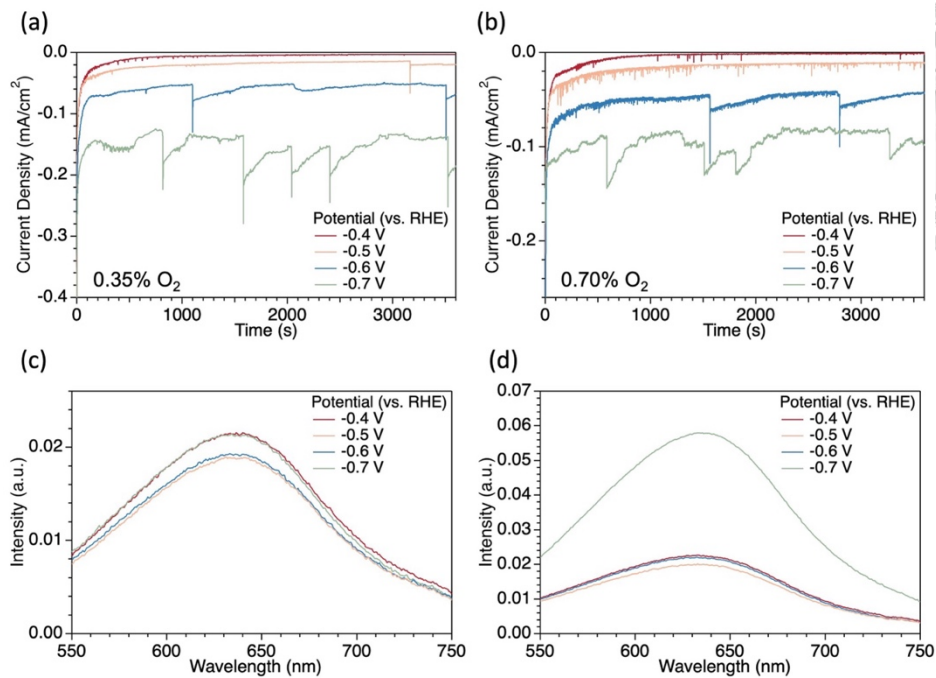 (a)
0.0
-0.1
-0.2
-0.3
-0.4
Current Density (mA/cm²)
0
1000
2000
3000
Time (s)
0.35% O₂
Potential (vs. RHE)
-0.4 V
-0.5 V
-0.6 V
-0.7 V
(b)
0.0
-0.1
-0.2
Current Density (mA/cm²)
0
1000
2000
3000
Time (s)
0.70% O₂
Potential (vs. RHE)
-0.4 V
-0.5 V
-0.6 V
-0.7 V
(c)
0.02
0.01
0.00
Intensity (a.u.)
550
600
650
700
750
Wavelength (nm)
Potential (vs. RHE)
-0.4 V
-0.5 V
-0.6 V
-0.7 V
(d)
0.07
0.06
0.05
0.04
0.03
0.02
0.01
0.00
Intensity (a.u.)
550
600
650
700
750
Wavelength (nm)
Potential (vs. RHE)
-0.4 V
-0.5 V
-0.6 V
-0.7 V